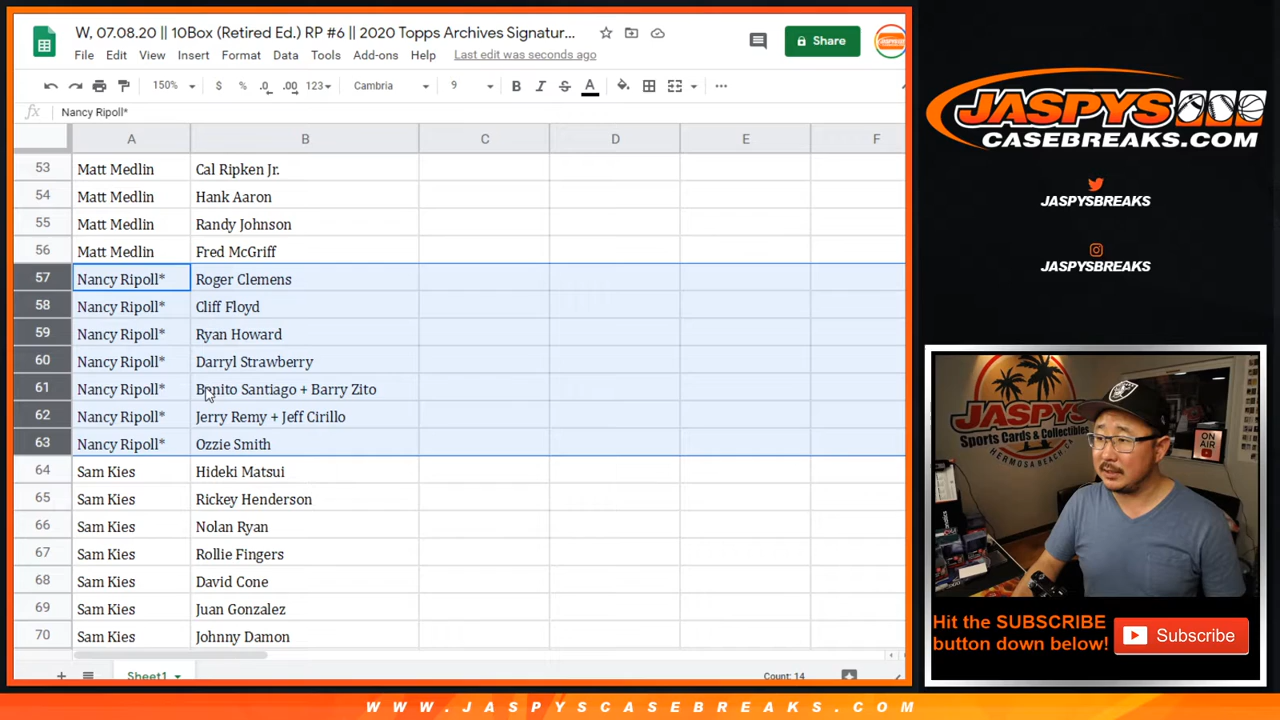 W, 07.08.20 || 10Box (Retired Ed.) RP #6 || 2020 Topps Archives Signatur...
File Edit View Insert Format Data Tools Add-ons Help Last edit was seconds ago
Share
150% $ % .0 .00 123 Cambria 9 B I S A
fx Nancy Ripoll*
A B C D E F
53 Matt Medlin Cal Ripken Jr.
54 Matt Medlin Hank Aaron
55 Matt Medlin Randy Johnson
56 Matt Medlin Fred McGriff
57 Nancy Ripoll* Roger Clemens
58 Nancy Ripoll* Cliff Floyd
59 Nancy Ripoll* Ryan Howard
60 Nancy Ripoll* Darryl Strawberry
61 Nancy Ripoll* Benito Santiago + Barry Zito
62 Nancy Ripoll* Jerry Remy + Jeff Cirillo
63 Nancy Ripoll* Ozzie Smith
64 Sam Kies Hideki Matsui
65 Sam Kies Rickey Henderson
66 Sam Kies Nolan Ryan
67 Sam Kies Rollie Fingers
68 Sam Kies David Cone
69 Sam Kies Juan Gonzalez
70 Sam Kies Johnny Damon
Sheet1
Count: 14
JASPYS
CASEBREAKS.COM
JASPYSBREAKS
JASPYSBREAKS
JASPYS
Sports Cards & Collectibles
HERMOSA BEACH
ON
AIR
Hit the SUBSCRIBE
button down below!
Subscribe
WWW.JASPYSCASEBREAKS.COM